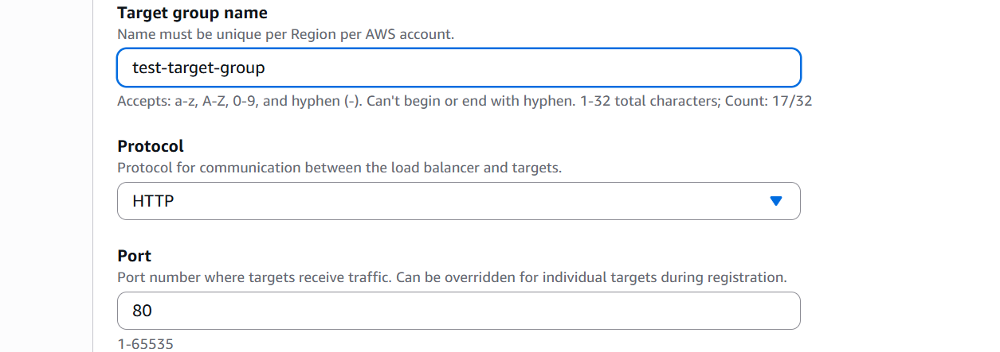 Target group name
Name must be unique per Region per AWS account.
test-target-group
Accepts: a-z, A-Z, 0-9, and hyphen (-). Can't begin or end with hyphen. 1-32 total characters; Count: 17/32
Protocol
Protocol for communication between the load balancer and targets.
HTTP
Port
Port number where targets receive traffic. Can be overridden for individual targets during registration.
80
1-65535